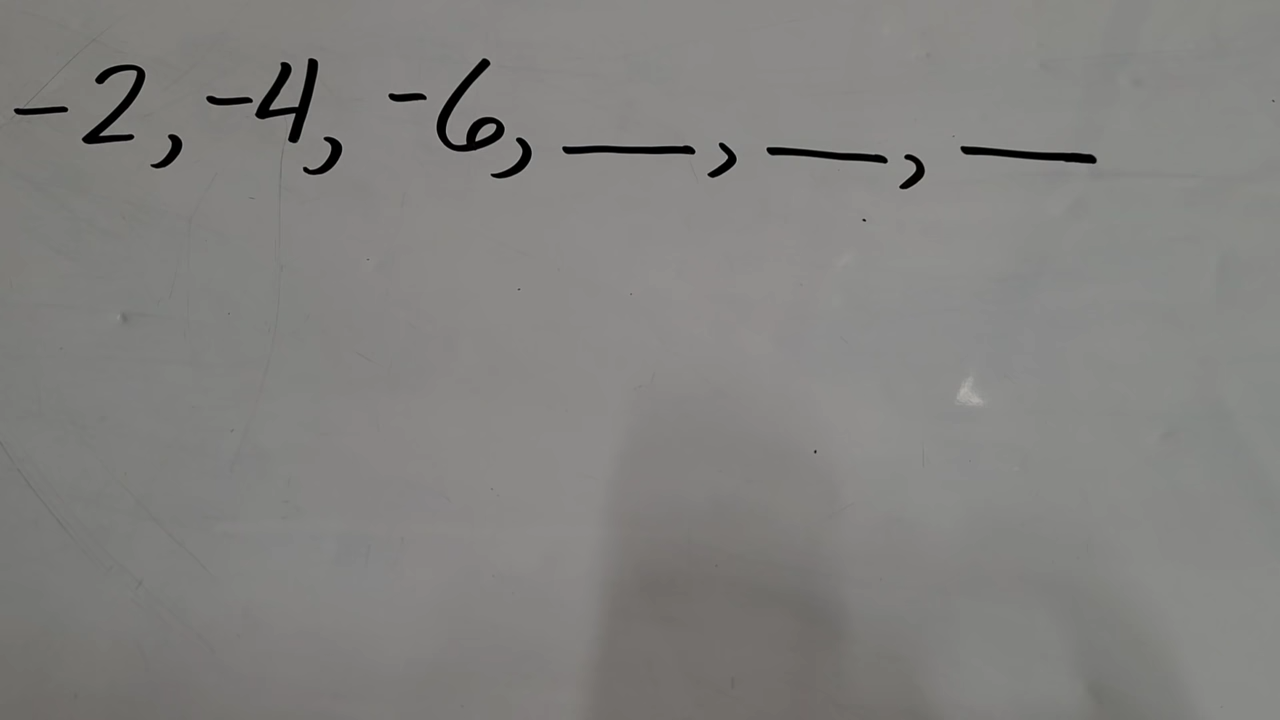 -2, -4, -6, __, __, __